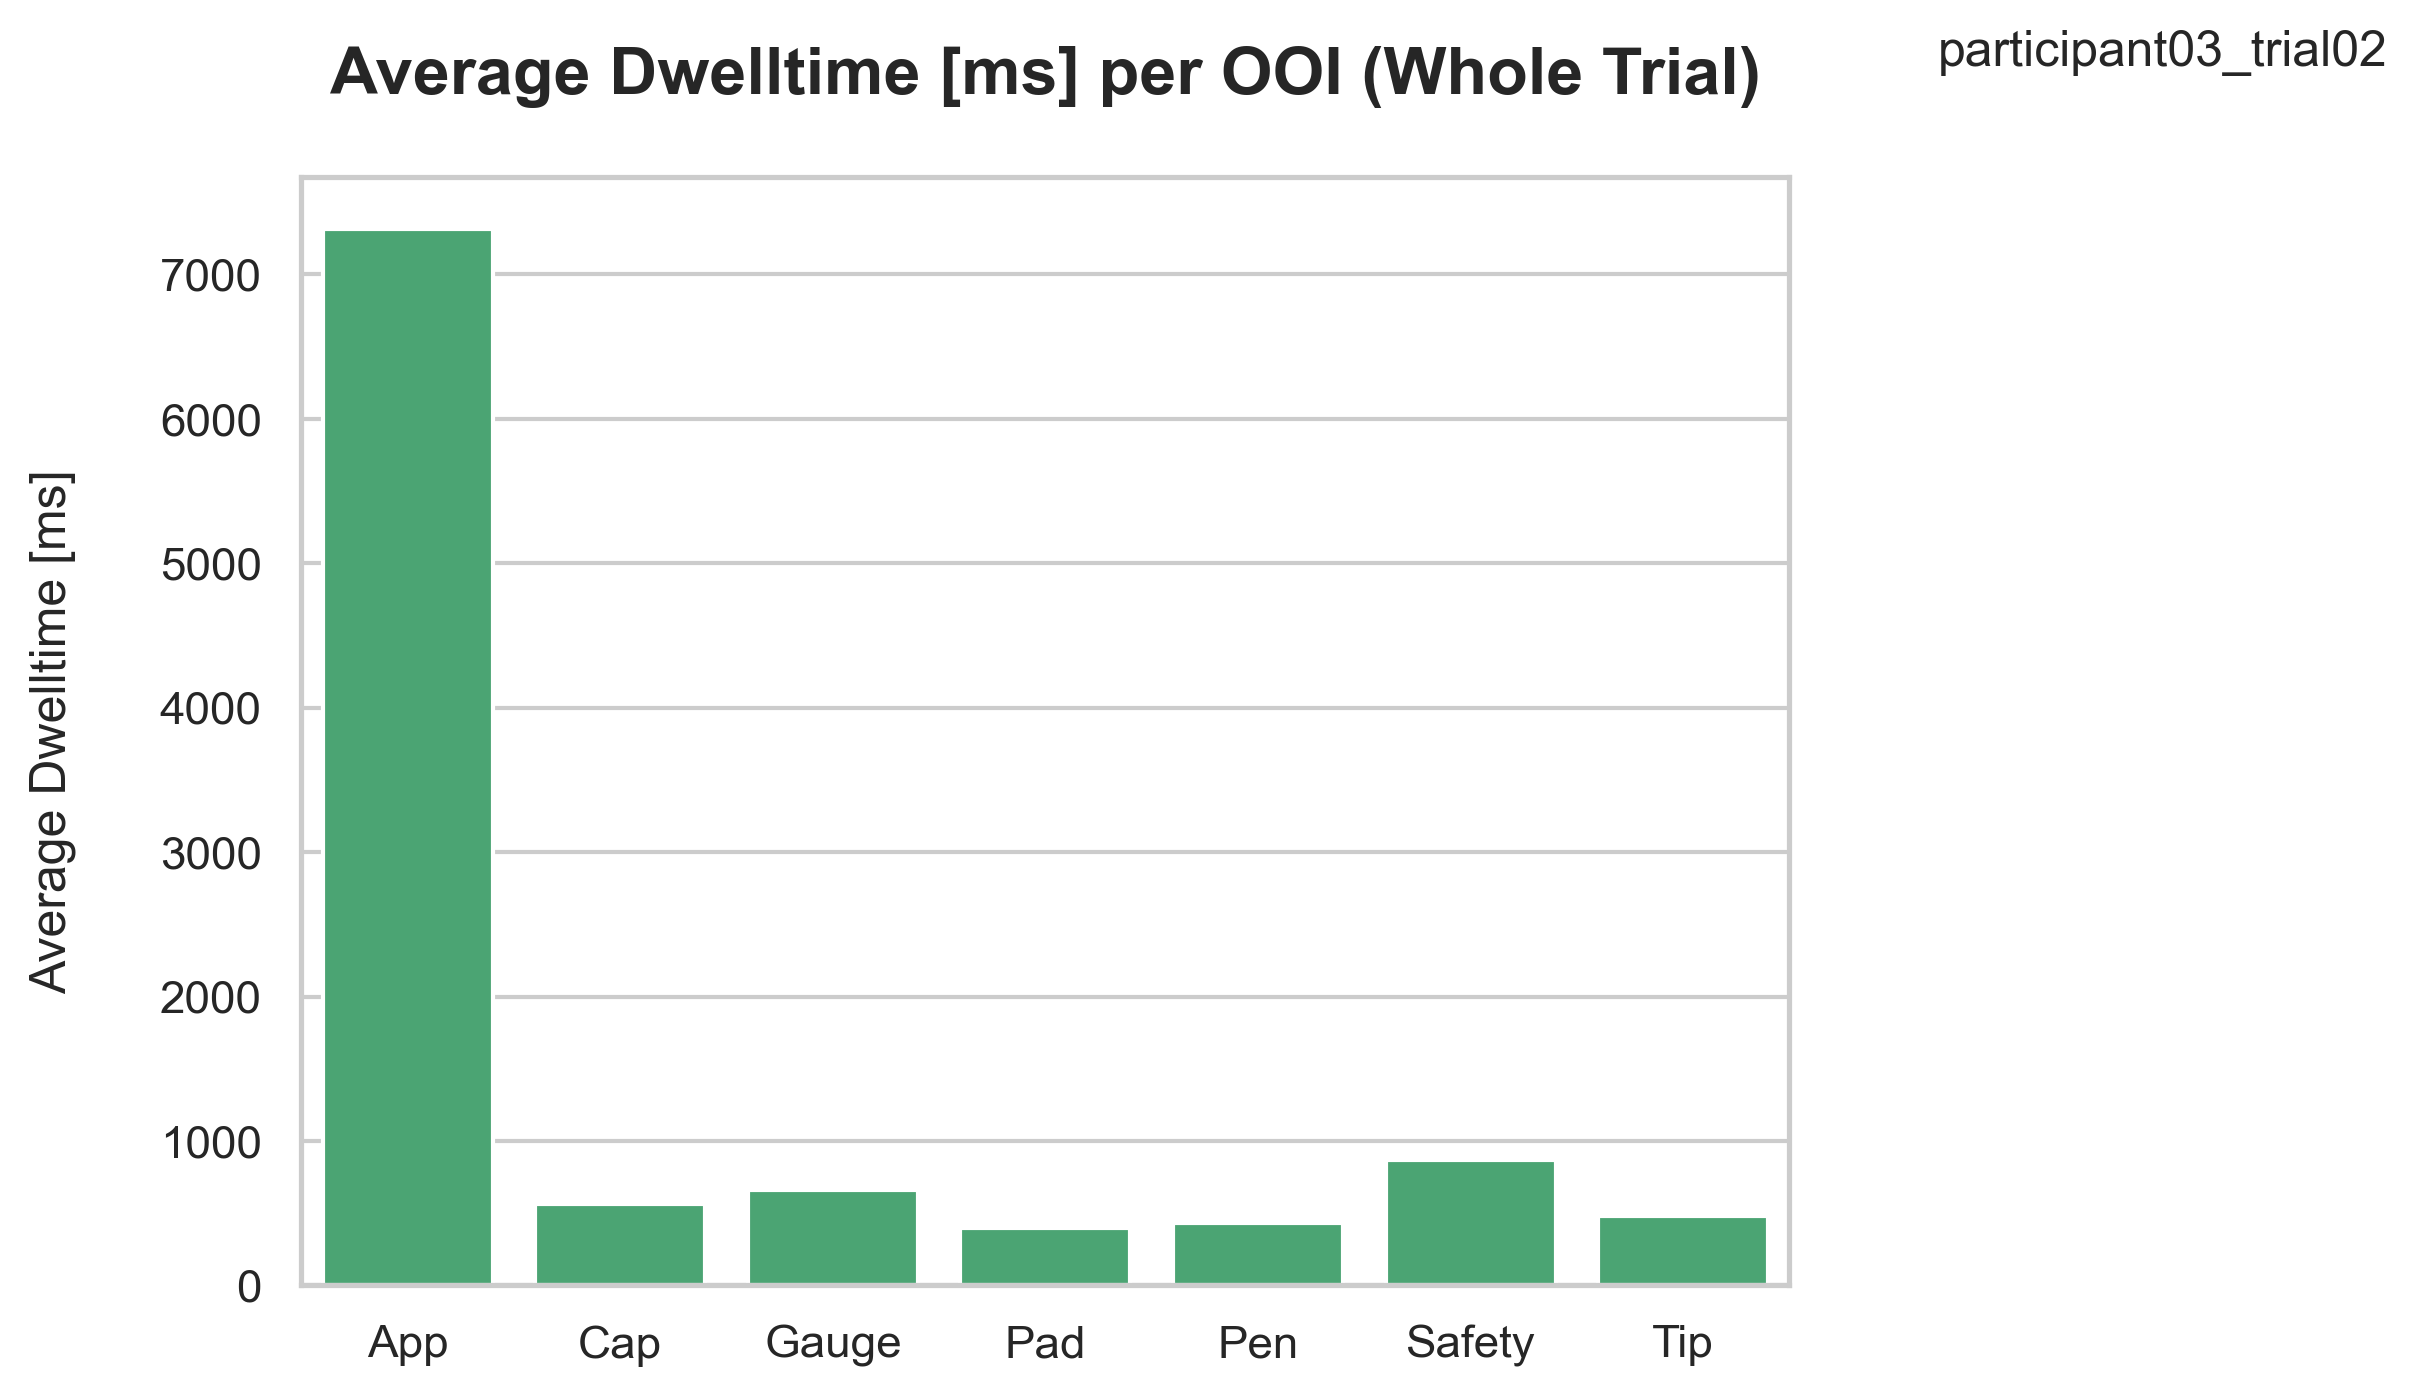 participant03_trial02
Average Dwelltime [ms] per OOI (Whole Trial)
Average Dwelltime [ms]
7000
6000
5000
4000
3000
2000
1000
0
App Cap Gauge Pad Pen Safety Tip